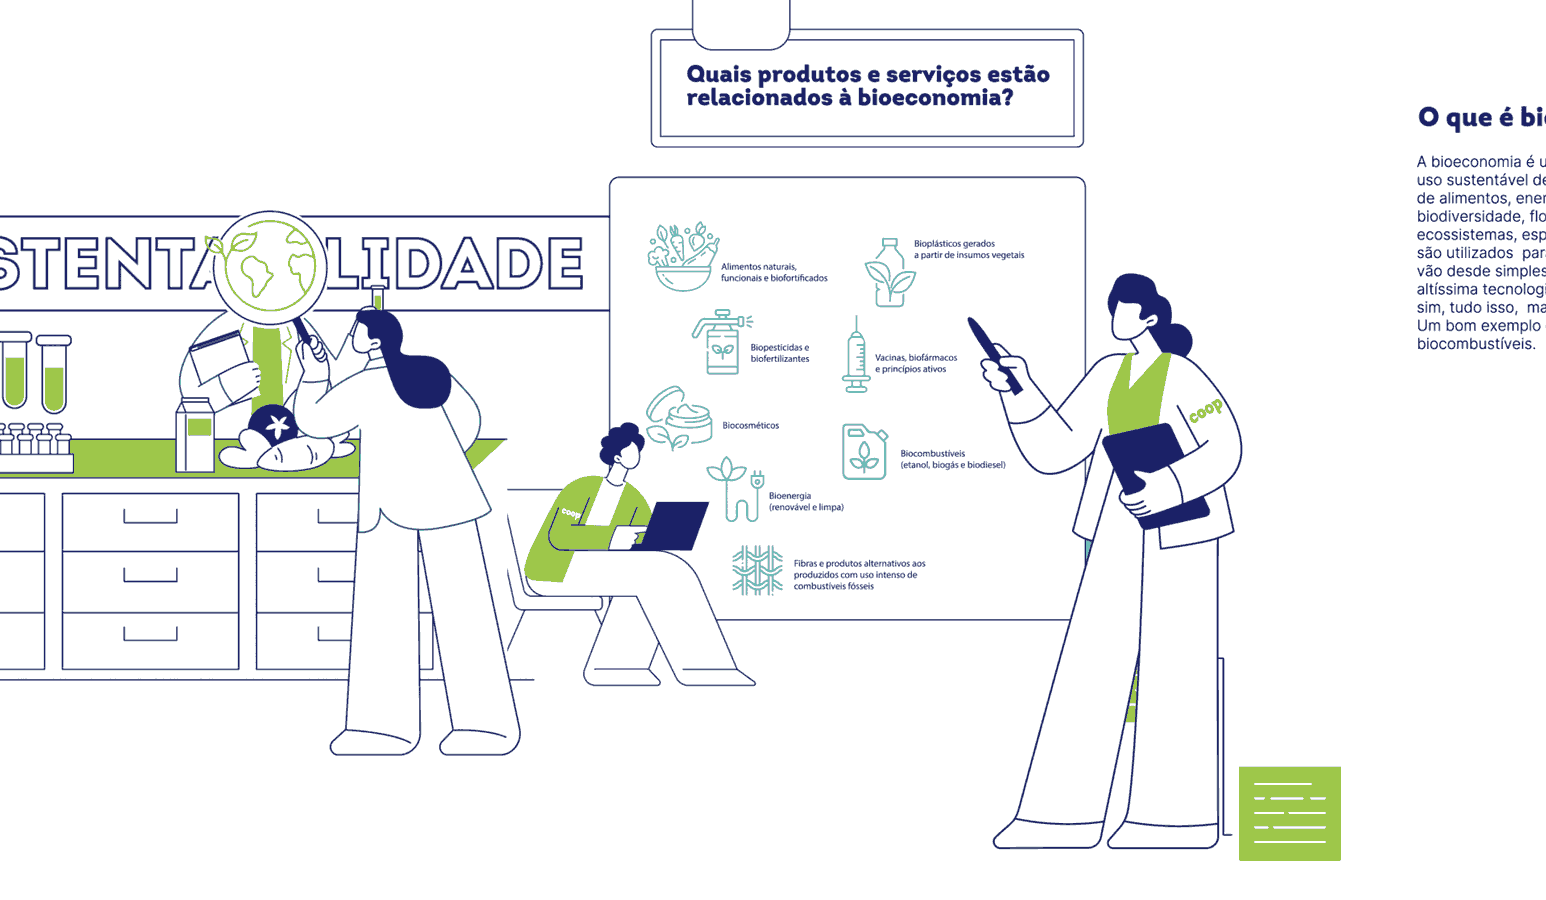 Quais produtos e serviços estão
relacionados à bioeconomia?
STENTA LIDADE
Alimentos naturais,
funcionais e biofortificados
Bioplásticos gerados
a partir de insumos vegetais
Biopesticidas e
biofertilizantes
Vacinas, biofármacos
e princípios ativos
Biocosméticos
Biocombustíveis
(etanol, biogás e biodiesel)
Bioenergia
(renovável e limpa)
Fibras e produtos alternativos aos
produzidos com uso intenso de
combustíveis fósseis
coop
coop
O que é bi
A bioeconomia é u
uso sustentável de
de alimentos, ener
biodiversidade, flo
ecossistemas, esp
são utilizados par
vão desde simples
altíssima tecnologi
sim, tudo isso, ma
Um bom exemplo
biocombustíveis.